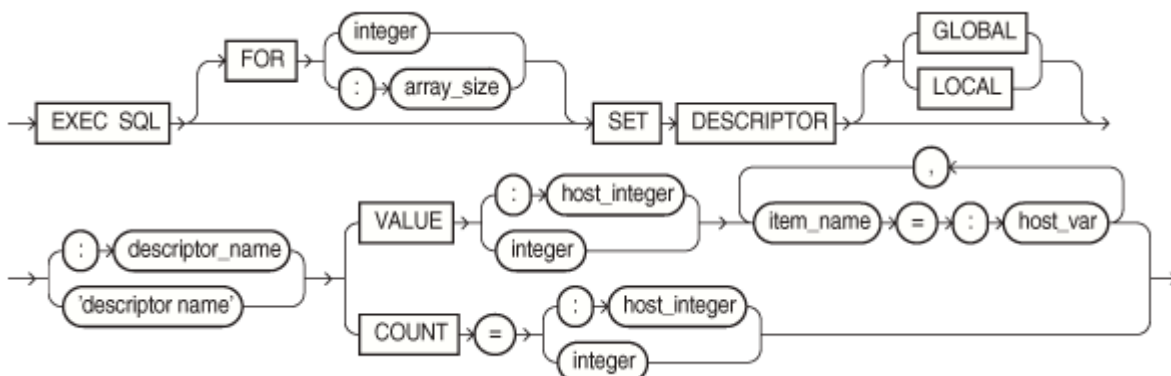 integer
GLOBAL
FOR
: array_size
LOCAL
EXEC SQL
SET DESCRIPTOR
,
: host_integer
VALUE
item_name = : host_var
: descriptor_name
integer
'descriptor name'
: host_integer
COUNT =
integer